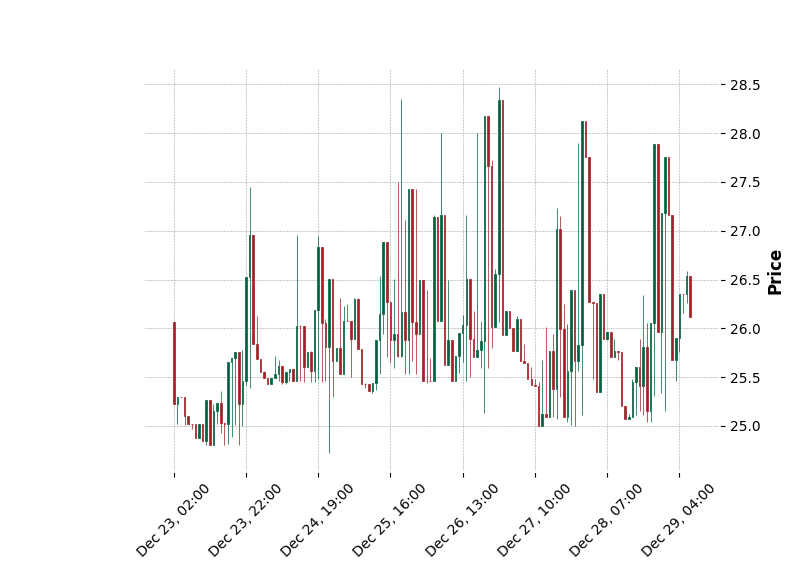 28.5
28.0
27.5
27.0
26.5
26.0
25.5
25.0
Price
Dec 23, 02:00
Dec 23, 22:00
Dec 24, 19:00
Dec 25, 16:00
Dec 26, 13:00
Dec 27, 10:00
Dec 28, 07:00
Dec 29, 04:00